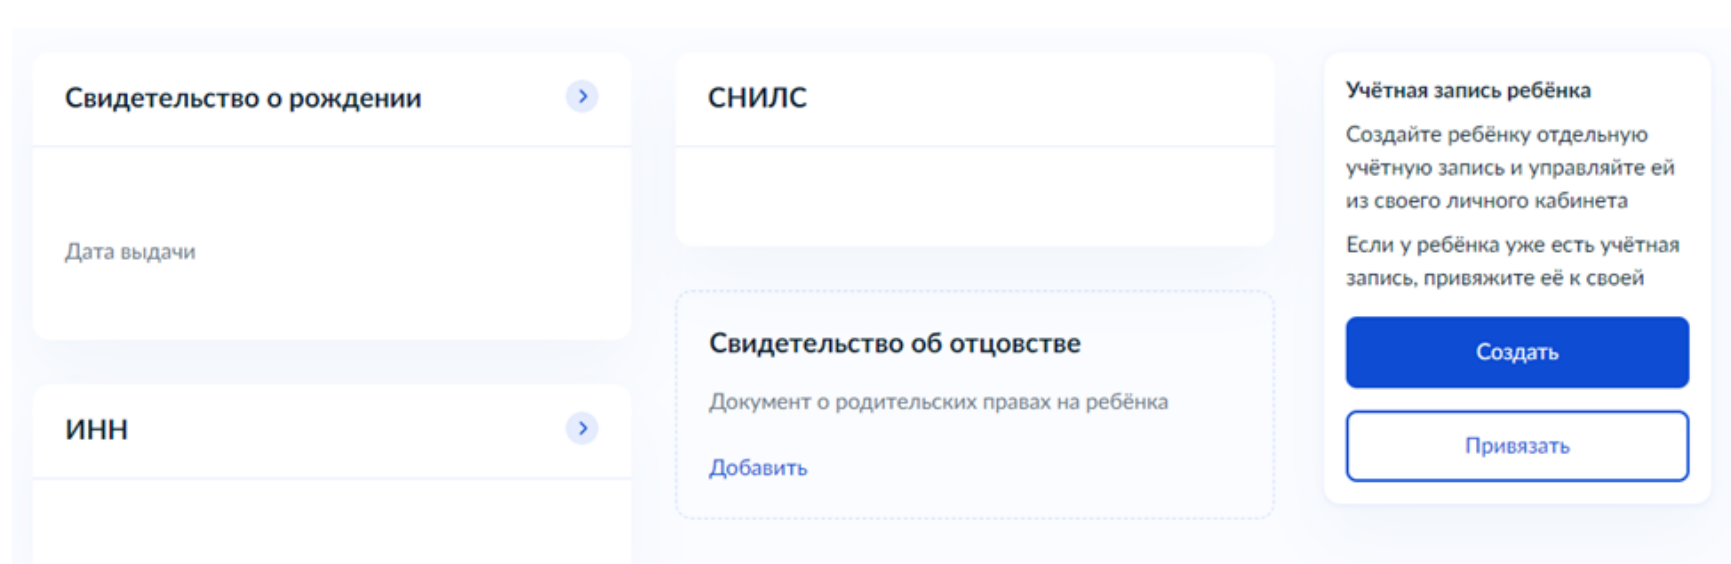 Свидетельство о рождении
Дата выдачи
ИНН
СНИЛС
Свидетельство об отцовстве
Документ о родительских правах на ребёнка
Добавить
Учётная запись ребёнка
Создайте ребёнку отдельную
учётную запись и управляйте ей
из своего личного кабинета
Если у ребёнка уже есть учётная
запись, привяжите её к своей
Создать
Привязать